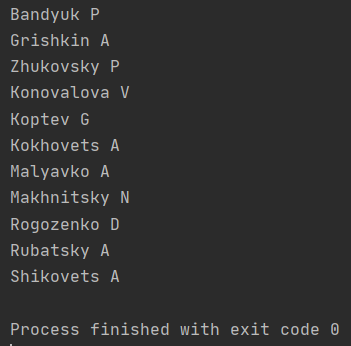 Bandyuk P
Grishkin A
Zhukovsky P
Konovalova V
Koptev G
Kokhovets A
Malyavko A
Makhnitsky N
Rogozenko D
Rubatsky A
Shikovets A
Process finished with exit code 0